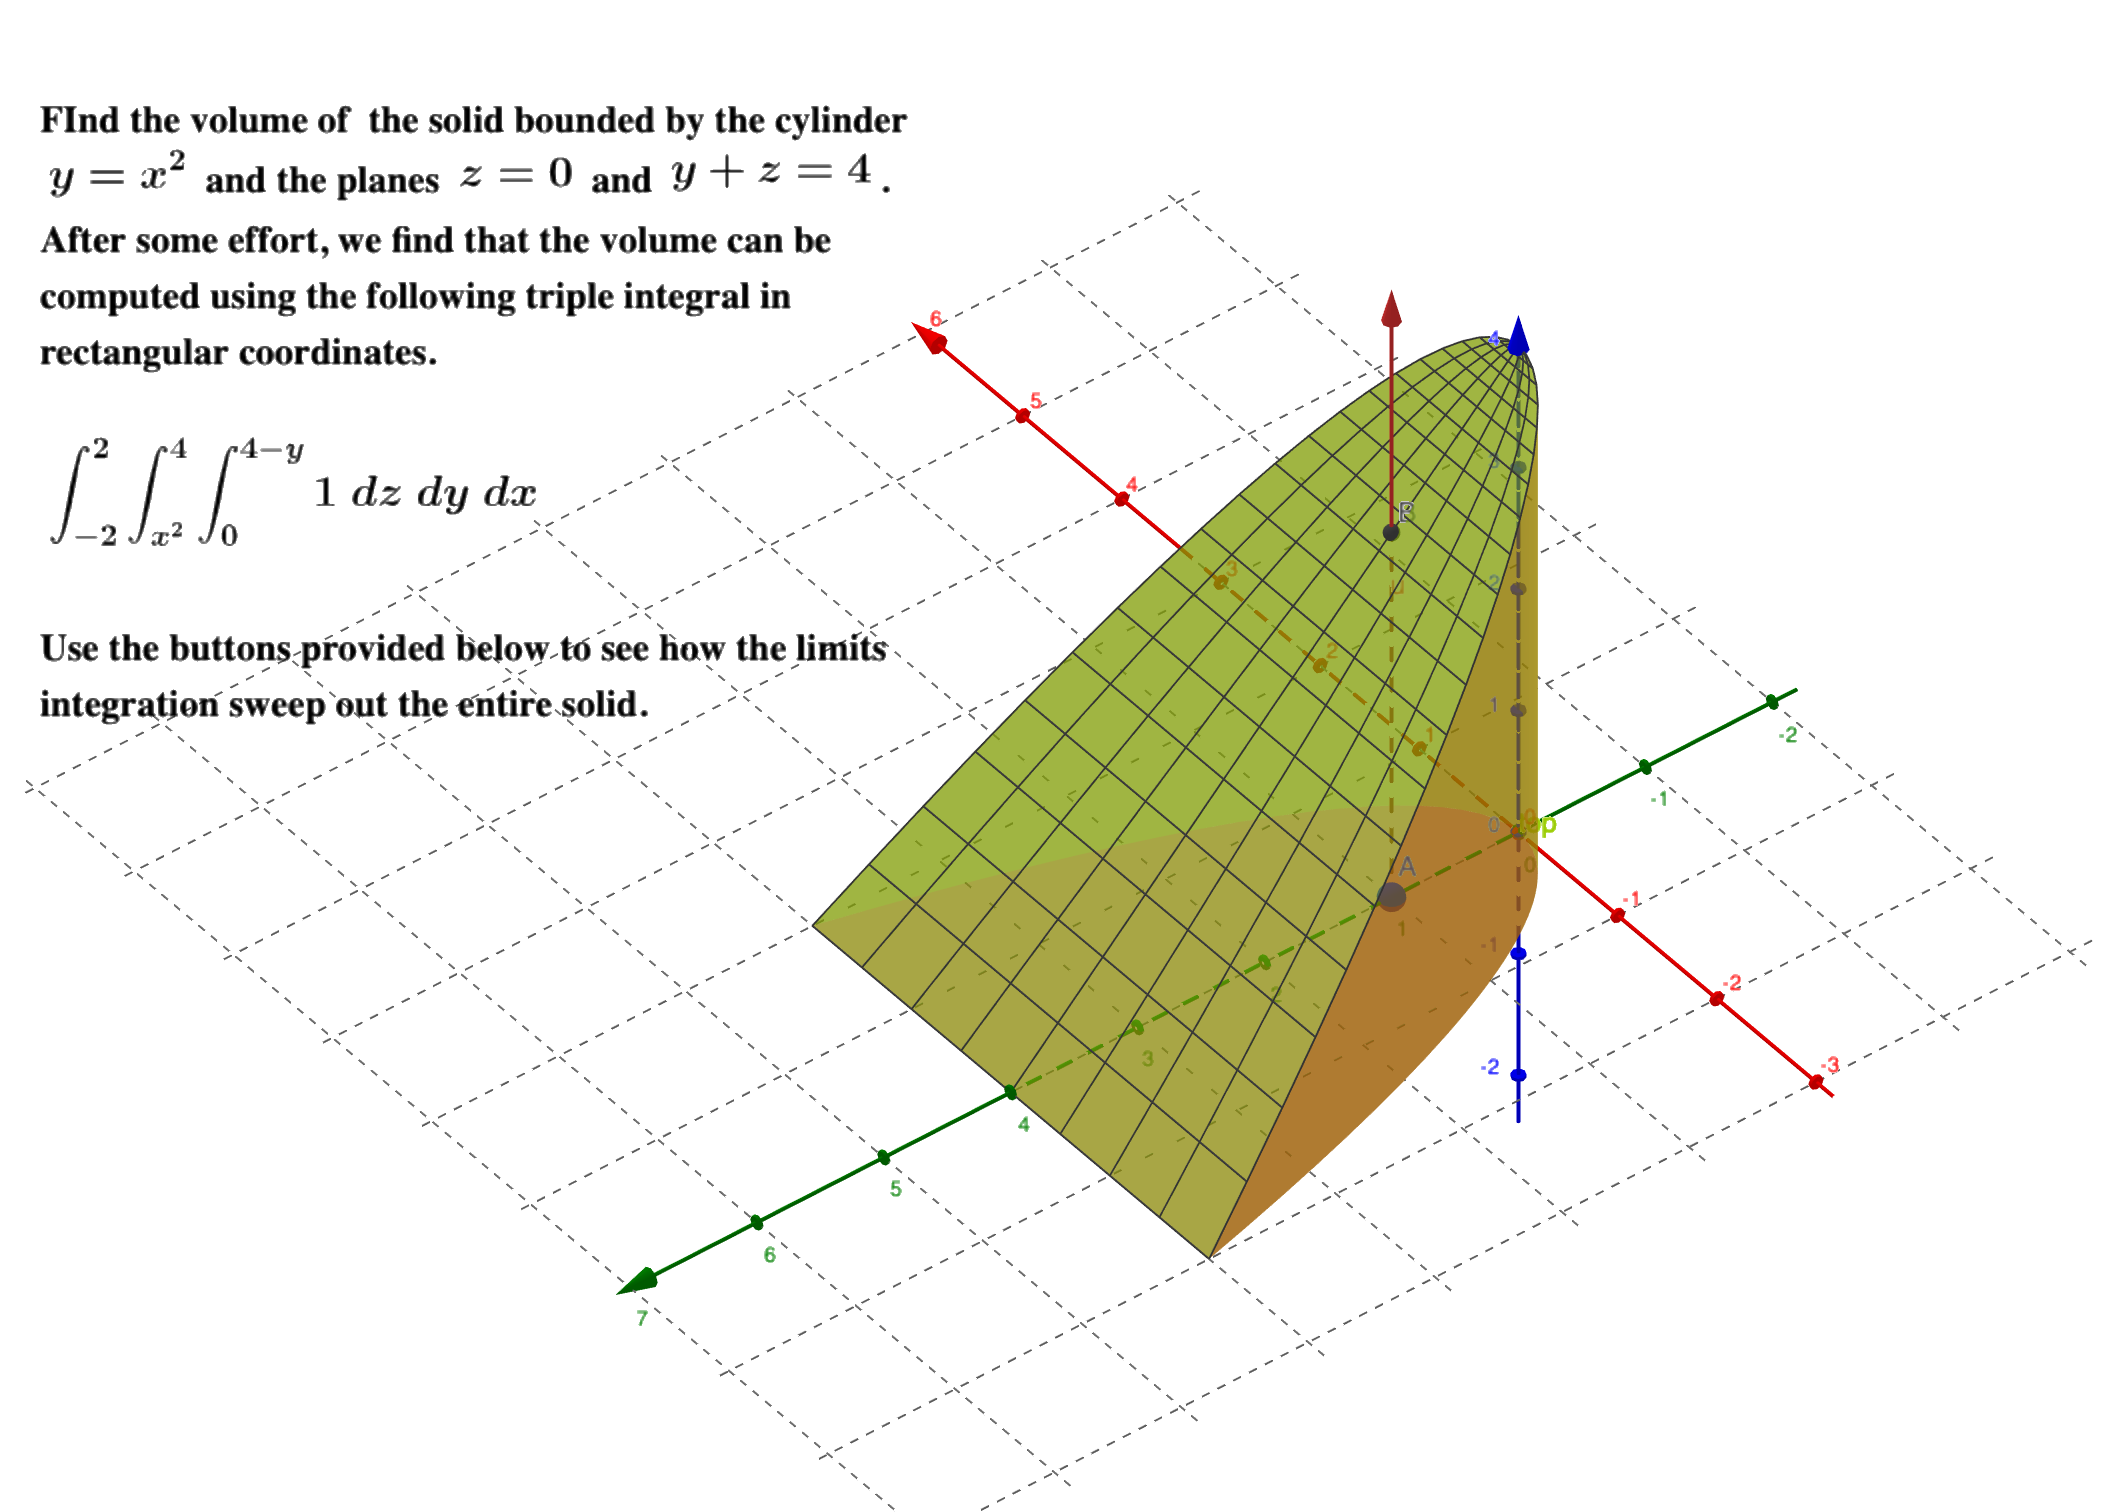 FInd the volume of the solid bounded by the cylinder
y = x² and the planes z = 0 and y + z = 4 .
After some effort, we find that the volume can be
computed using the following triple integral in
rectangular coordinates.
∫_{-2}^{2} ∫_{x²}^{4} ∫_{0}^{4-y} 1 dz dy dx
Use the buttons provided below to see how the limits
integration sweep out the entire solid.
6
5
4
3
2
1
0
-1
-2
-3
4
3
2
1
0
-1
-2
-2
-1
0
1
2
3
4
5
6
7
B
A